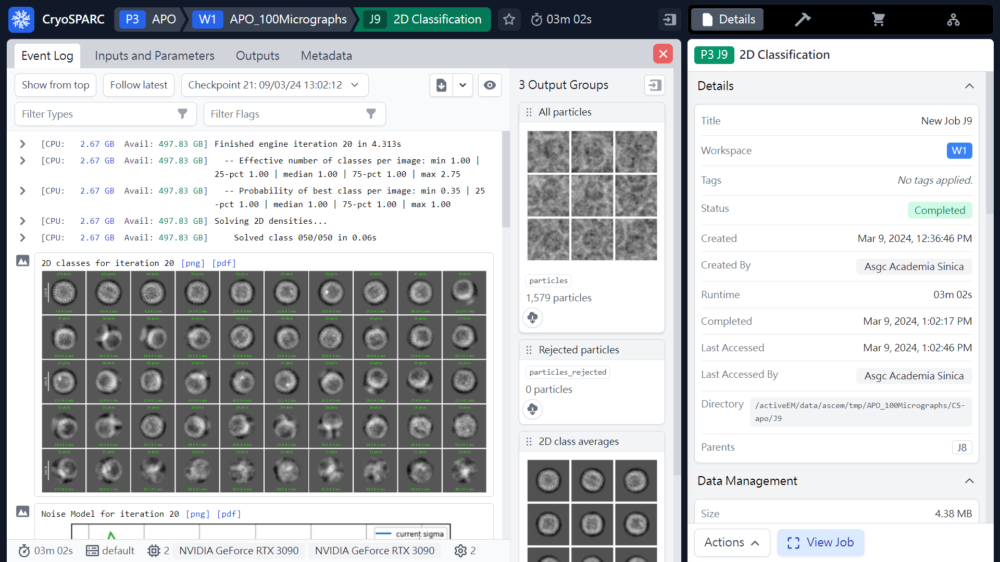 CryoSPARC
P3 APO
W1 APO_100Micrographs
J9 2D Classification
03m 02s
Details
Event Log
Inputs and Parameters
Outputs
Metadata
Show from top
Follow latest
Checkpoint 21: 09/03/24 13:02:12
Filter Types
Filter Flags
[CPU: 2.67 GB Avail: 497.83 GB] Finished engine iteration 20 in 4.313s
[CPU: 2.67 GB Avail: 497.83 GB] -- Effective number of classes per image: min 1.00 |
25-pct 1.00 | median 1.00 | 75-pct 1.00 | max 2.75
[CPU: 2.67 GB Avail: 497.83 GB] -- Probability of best class per image: min 0.35 | 25
-pct 1.00 | median 1.00 | 75-pct 1.00 | max 1.00
[CPU: 2.67 GB Avail: 497.83 GB] Solving 2D densities...
[CPU: 2.67 GB Avail: 497.83 GB] Solved class 050/050 in 0.06s
2D classes for iteration 20 [png] [pdf]
Noise Model for iteration 20 [png] [pdf]
current sigma
03m 02s
default
2
NVIDIA GeForce RTX 3090
NVIDIA GeForce RTX 3090
2
3 Output Groups
All particles
particles
1,579 particles
Rejected particles
particles_rejected
0 particles
2D class averages
P3 J9 2D Classification
Details
Title New Job J9
Workspace W1
Tags No tags applied.
Status Completed
Created Mar 9, 2024, 12:36:46 PM
Created By Asgc Academia Sinica
Runtime 03m 02s
Completed Mar 9, 2024, 1:02:17 PM
Last Accessed Mar 9, 2024, 1:02:46 PM
Last Accessed By Asgc Academia Sinica
Directory /activeEM/data/ascem/tmp/APO_100Micrographs/CS-
apo/J9
Parents J8
Data Management
Size 4.38 MB
Actions
View Job